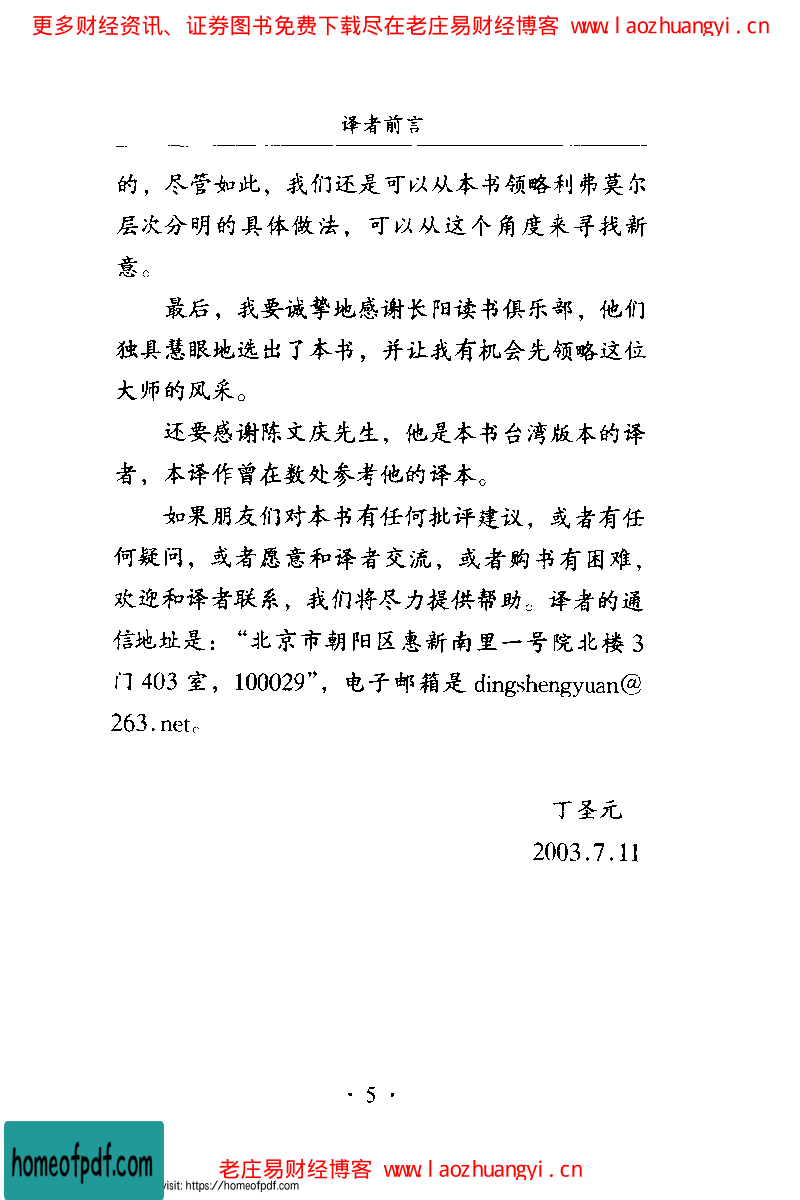 更多财经资讯、证券图书免费下载尽在老庄易财经博客 www.laozhuangyi.cn
译者前言
的，尽管如此，我们还是可以从本书领略利弗莫尔
层次分明的具体做法，可以从这个角度来寻找新
意。
最后，我要诚挚地感谢长阳读书俱乐部，他们
独具慧眼地选出了本书，并让我有机会先领略这位
大师的风采。
还要感谢陈文庆先生，他是本书台湾版本的译
者，本译作曾在数处参考他的译本。
如果朋友们对本书有任何批评建议，或者有任
何疑问，或者愿意和译者交流，或者购书有困难，
欢迎和译者联系，我们将尽力提供帮助。译者的通
信地址是：“北京市朝阳区惠新南里一号院北楼3
门403室，100029”，电子邮箱是 dingshengyuan@
263.net。
丁圣元
2003.7.11
· 5 ·
homeofpdf.com
老庄易财经博客 www.laozhuangyi.cn
visit: https://homeofpdf.com